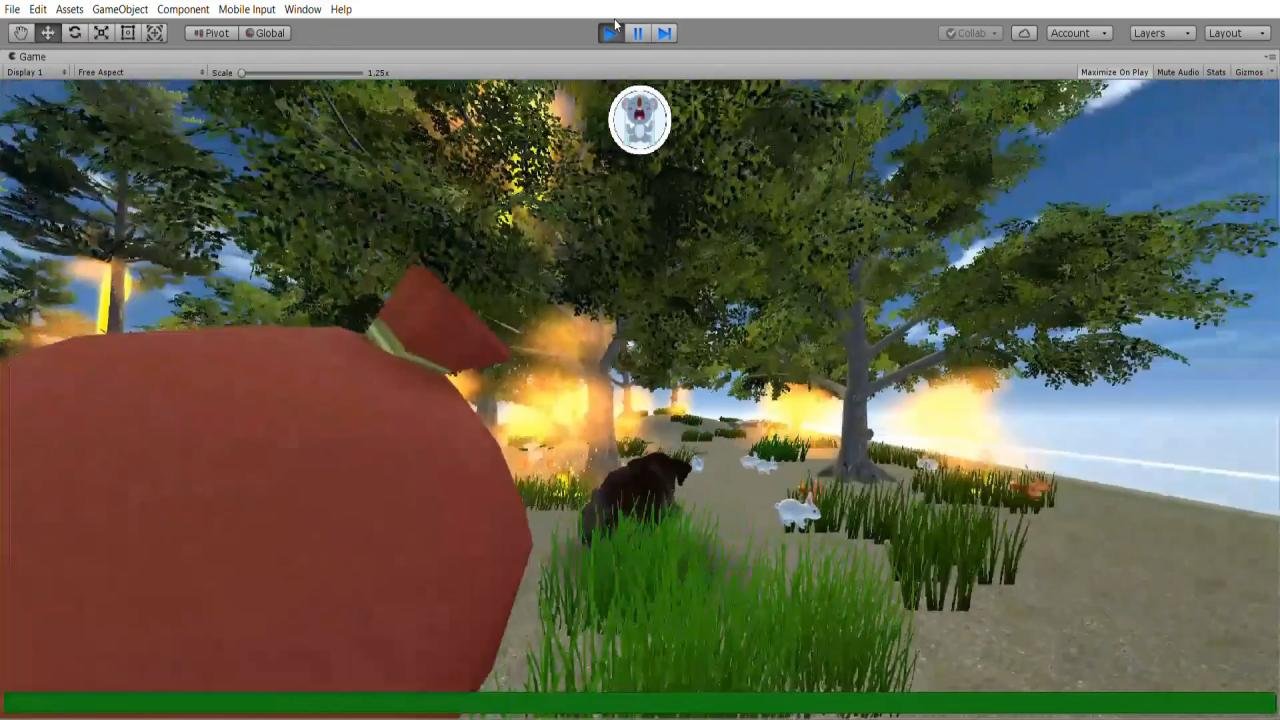 File Edit Assets GameObject Component Mobile Input Window Help
Pivot Global Collab Account Layers Layout
Game
Display 1 Free Aspect Scale 1.25x Maximize On Play Mute Audio Stats Gizmos